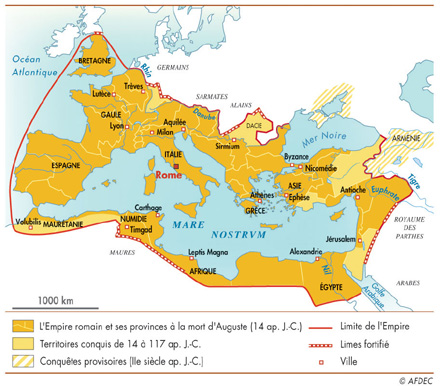 Océan
Atlantique
BRETAGNE
Rhin
GERMAINS
Trèves
Lutèce
SARMATES
GAULE
Danube
ALAINS
Aquilée
DACIE
Lyon
Milan
Mer Noire
Sirmium
ARMÉNIE
ITALIE
Byzance
ESPAGNE
Rome
Nicomédie
Tigre
ASIE
Athènes
Ephèse
Antioche
Euphrate
GRÈCE
Carthage
ROYAUME
DES
PARTHES
Volubilis
MAURÉTANIE
NUMIDIE
MARE
Timgad
NOSTRVM
Jérusalem
MAURES
Leptis Magna
Alexandrie
AFRIQUE
Nil
ARABES
ÉGYPTE
Golfe
Arabique
1000 km
L'Empire romain et ses provinces à la mort d'Auguste (14 ap. J.-C.)
Limite de l'Empire
Territoires conquis de 14 à 117 ap. J.-C.
Limes fortifié
Conquêtes provisoires (IIe siècle ap. J.-C.)
Ville
© AFDEC